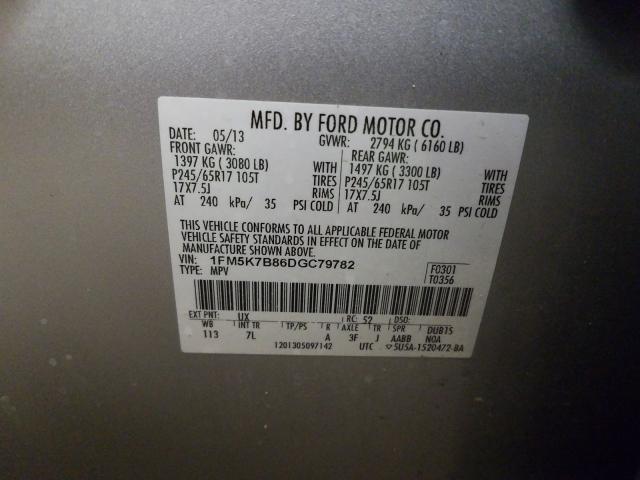 MFD. BY FORD MOTOR CO.
DATE: 05/13 GVWR: 2794 KG ( 6160 LB)
FRONT GAWR: REAR GAWR:
1397 KG ( 3080 LB) WITH 1497 KG ( 3300 LB) WITH
P245/65R17 105T TIRES P245/65R17 105T TIRES
17X7.5J RIMS 17X7.5J RIMS
AT 240 kPa/ 35 PSI COLD AT 240 kPa/ 35 PSI COLD
THIS VEHICLE CONFORMS TO ALL APPLICABLE FEDERAL MOTOR
VEHICLE SAFETY STANDARDS IN EFFECT ON THE DATE OF
MANUFACTURE SHOWN ABOVE.
VIN: 1FM5K7B86DGC79782 F0301
TYPE: MPV T0356
EXT PNT: UX RC: 52 DSO:
WB INT TR TP/PS R AXLE TR SPR DUBTS
113 7L A 3F J AABB N0A
1201305097142 UTC ▽5U5A-1520472-BA